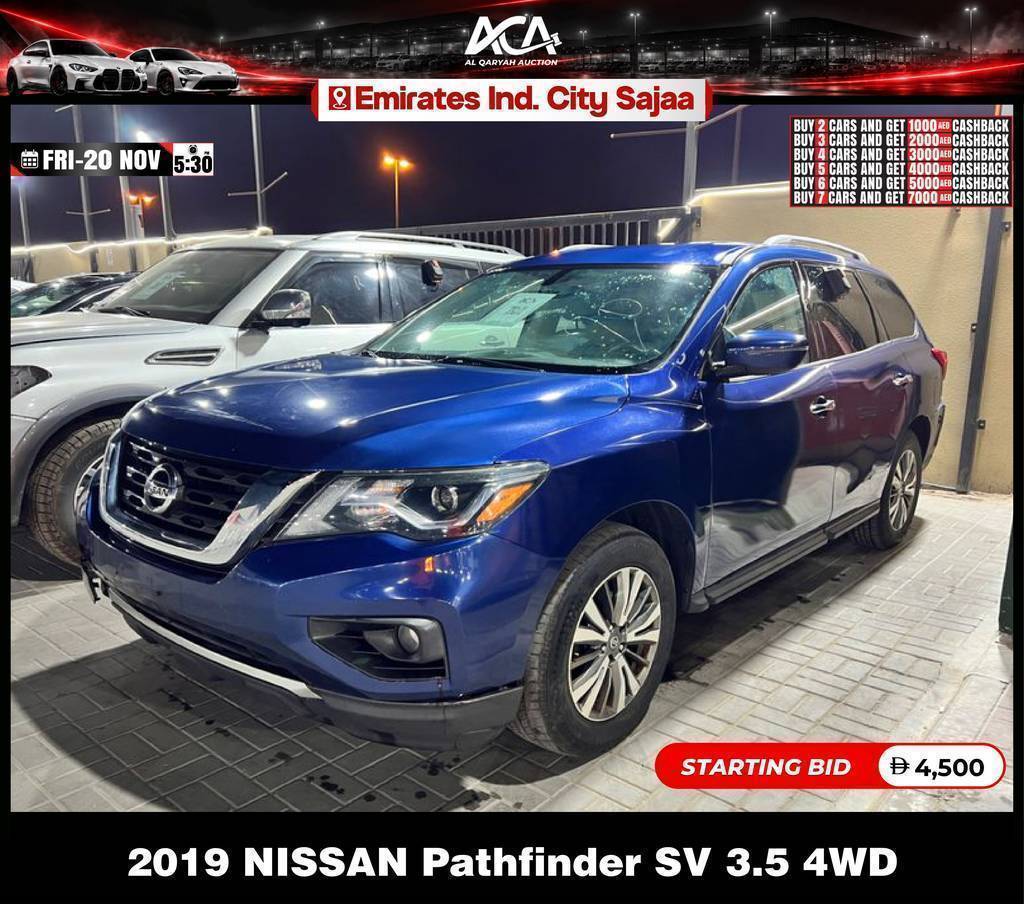 ACA
AL QARYAH AUCTION
Emirates Ind. City Sajaa
FRI-20 NOV 5:30
BUY 2 CARS AND GET 1000 AED CASHBACK
BUY 3 CARS AND GET 2000 AED CASHBACK
BUY 4 CARS AND GET 3000 AED CASHBACK
BUY 5 CARS AND GET 4000 AED CASHBACK
BUY 6 CARS AND GET 5000 AED CASHBACK
BUY 7 CARS AND GET 7000 AED CASHBACK
NISSAN
STARTING BID 4,500
2019 NISSAN Pathfinder SV 3.5 4WD